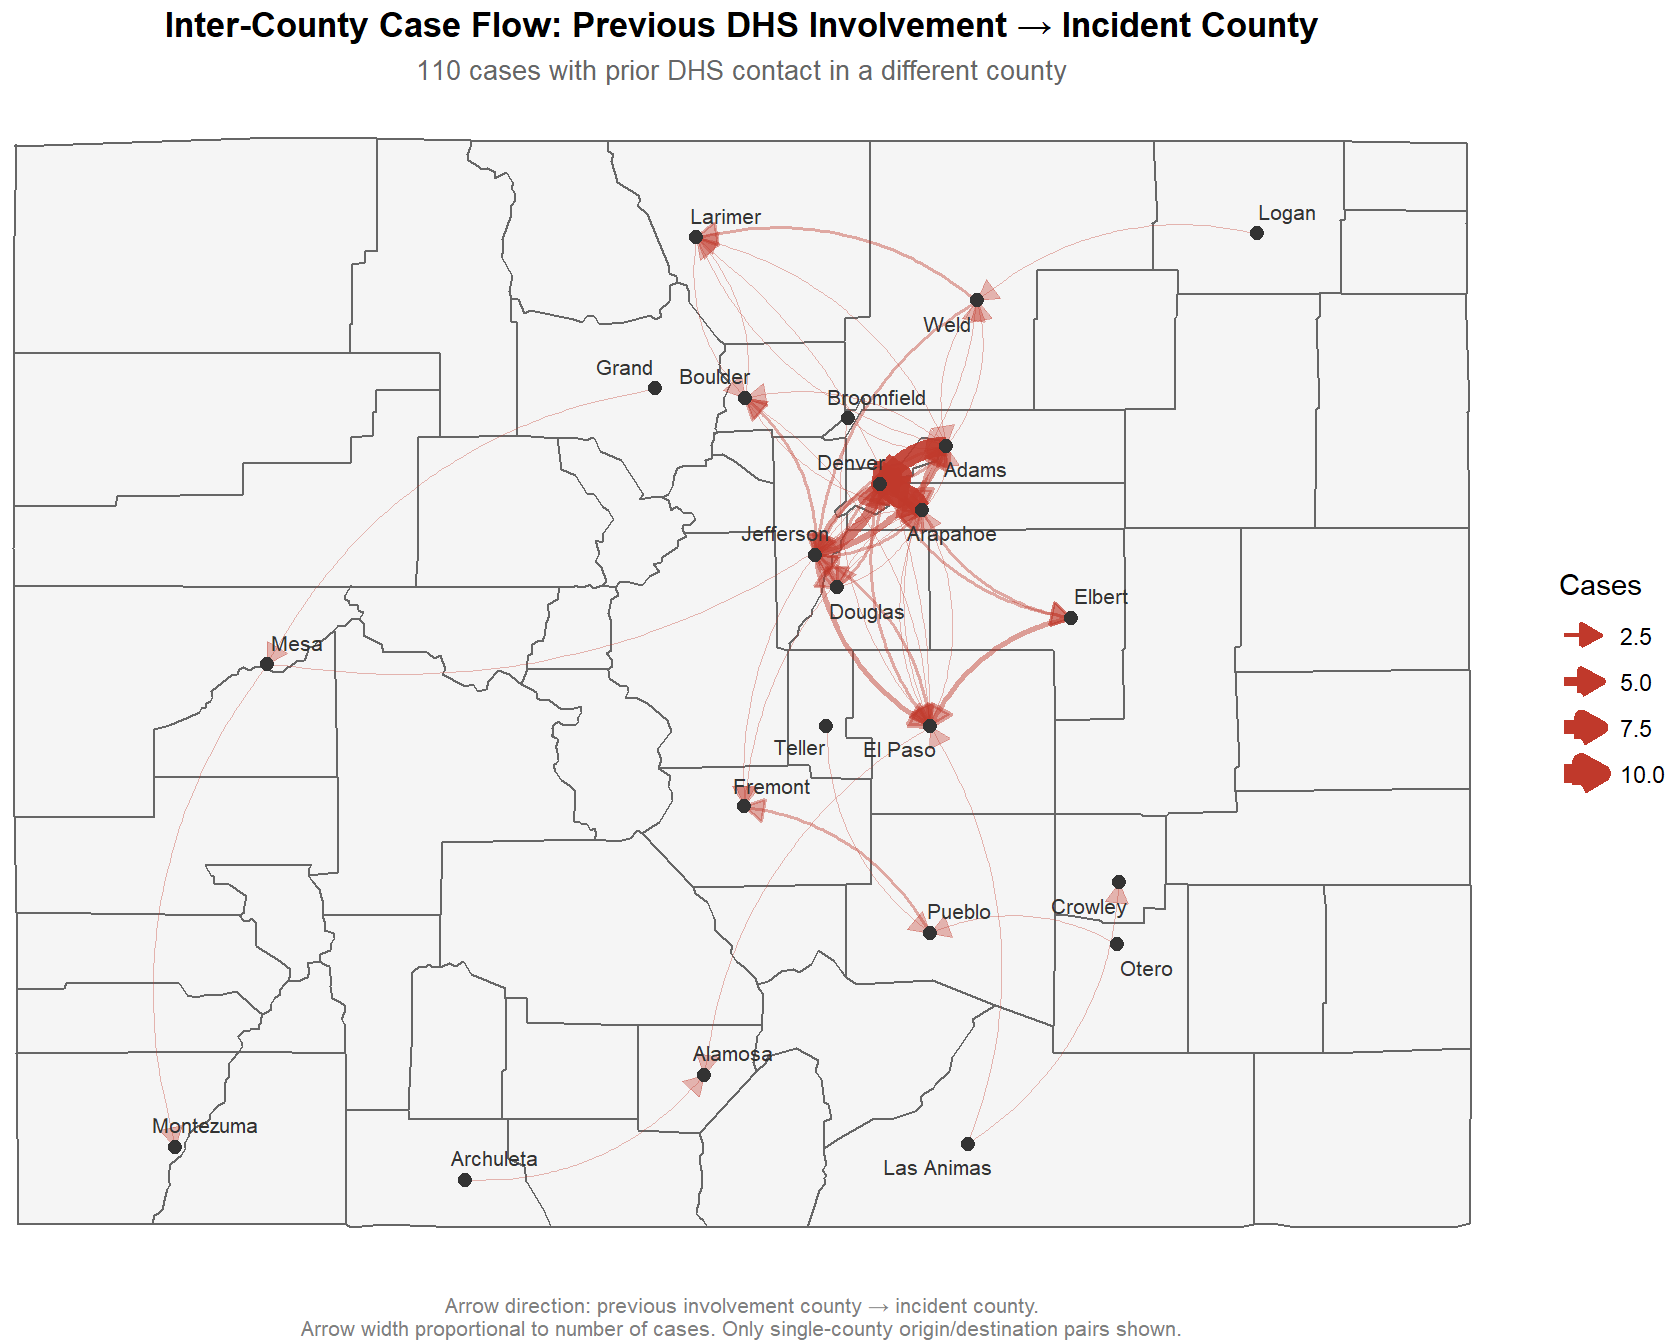 Inter-County Case Flow: Previous DHS Involvement → Incident County
110 cases with prior DHS contact in a different county
Larimer
Logan
Weld
Grand
Boulder
Broomfield
Denver
Adams
Jefferson
Arapahoe
Elbert
Douglas
Mesa
Teller
El Paso
Fremont
Crowley
Pueblo
Otero
Alamosa
Montezuma
Archuleta
Las Animas
Cases
2.5
5.0
7.5
10.0
Arrow direction: previous involvement county → incident county.
Arrow width proportional to number of cases. Only single-county origin/destination pairs shown.